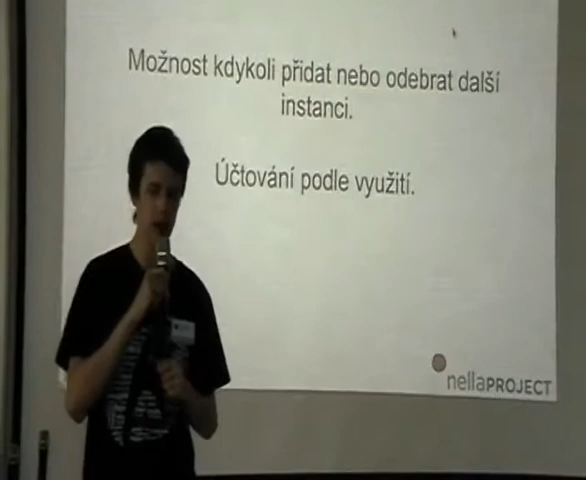 Možnost kdykoli přidat nebo odebrat další
instanci.
Účtování podle využití.
nellaPROJECT